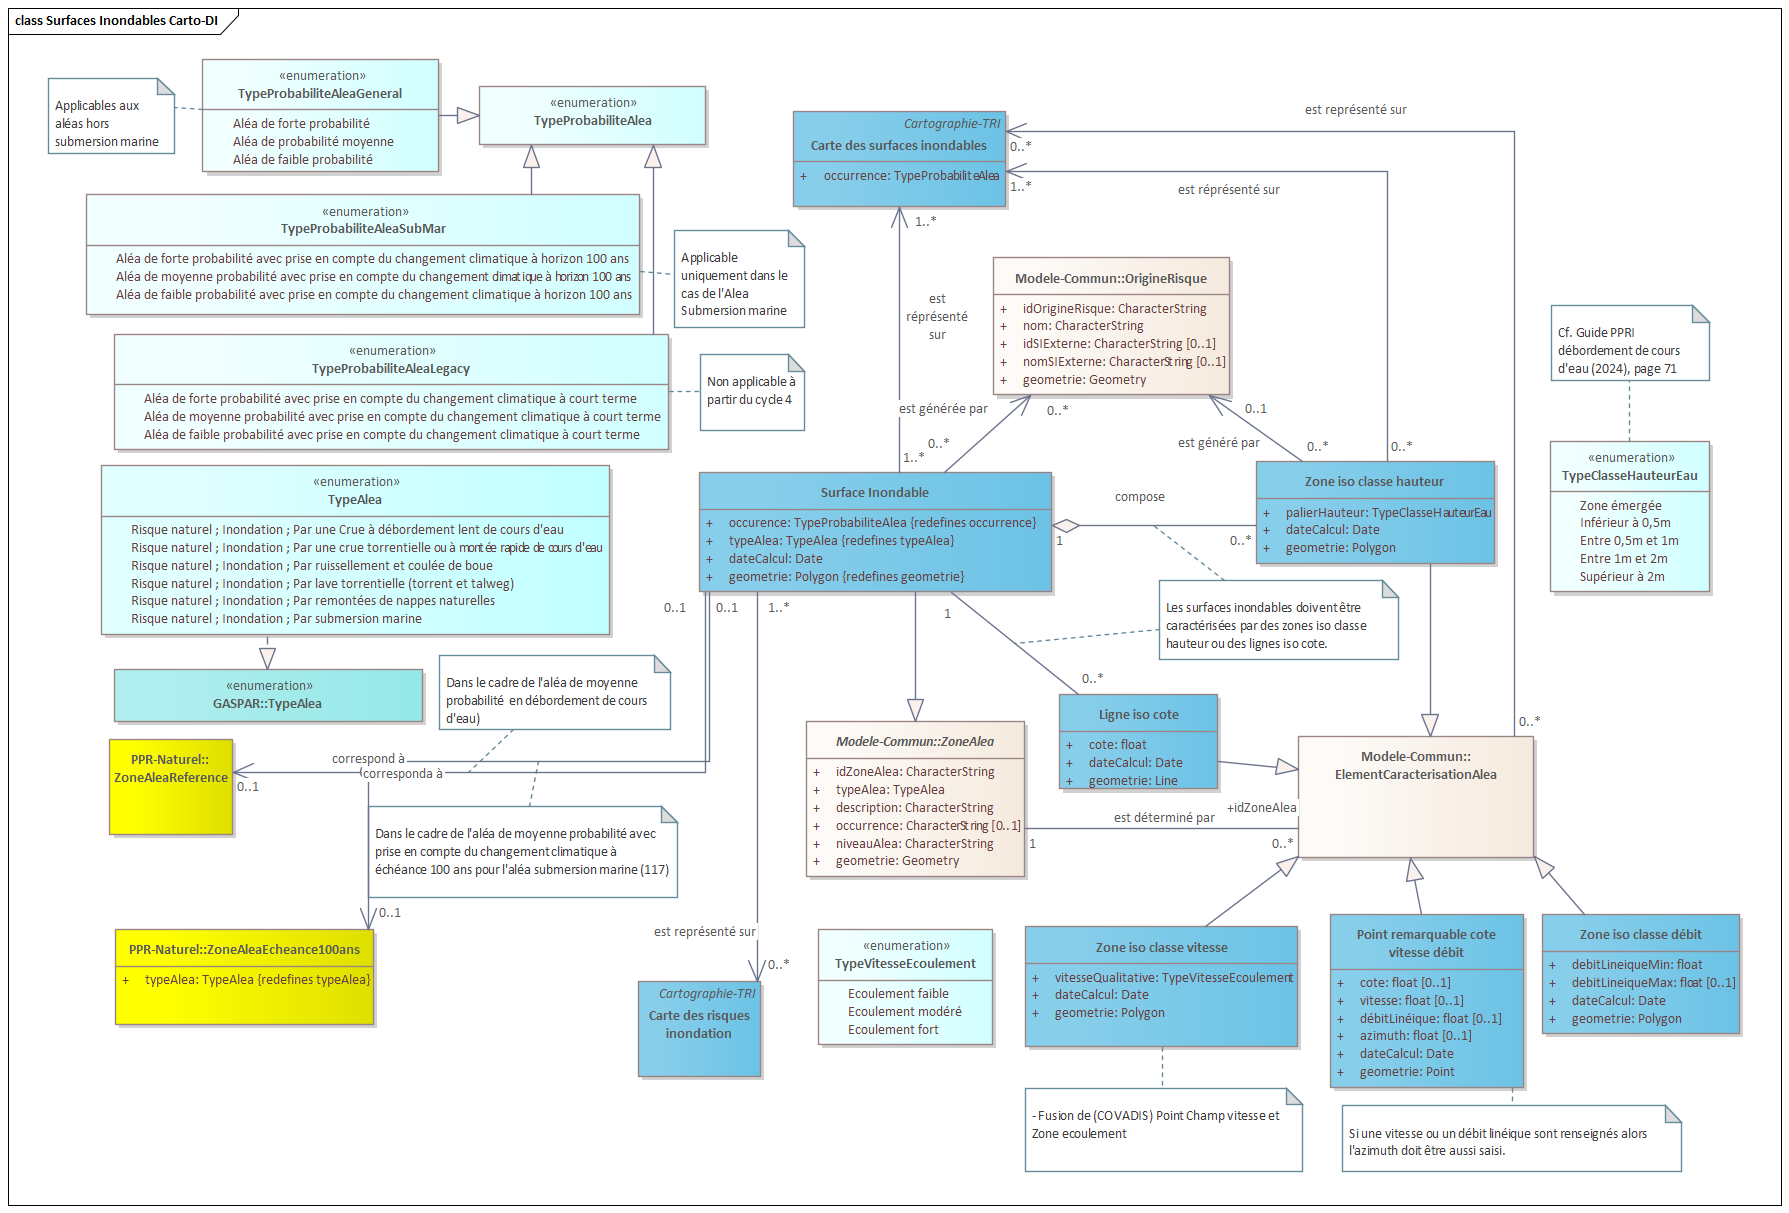 class Surfaces Inondables Carto-DI
Applicables aux
aléas hors
submersion marine
«enumeration»
TypeProbabiliteAleaGeneral
Aléa de forte probabilité
Aléa de probabilité moyenne
Aléa de faible probabilité
«enumeration»
TypeProbabiliteAlea
«enumeration»
TypeProbabiliteAleaSubMar
Aléa de forte probabilité avec prise en compte du changement climatique à horizon 100 ans
Aléa de moyenne probabilité avec prise en compte du changement climatique à horizon 100 ans
Aléa de faible probabilité avec prise en compte du changement climatique à horizon 100 ans
Applicable
uniquement dans le
cas de l'Alea
Submersion marine
«enumeration»
TypeProbabiliteAleaLegacy
Aléa de forte probabilité avec prise en compte du changement climatique à court terme
Aléa de moyenne probabilité avec prise en compte du changement climatique à court terme
Aléa de faible probabilité avec prise en compte du changement climatique à court terme
Non applicable à
partir du cycle 4
«enumeration»
TypeAlea
Risque naturel ; Inondation ; Par une Crue à débordement lent de cours d'eau
Risque naturel ; Inondation ; Par une crue torrentielle ou à montée rapide de cours d'eau
Risque naturel ; Inondation ; Par ruissellement et coulée de boue
Risque naturel ; Inondation ; Par lave torrentielle (torrent et talweg)
Risque naturel ; Inondation ; Par remontées de nappes naturelles
Risque naturel ; Inondation ; Par submersion marine
«enumeration»
GASPAR::TypeAlea
Cartographie-TRI
Carte des surfaces inondables
+ occurrence: TypeProbabiliteAlea
est représenté sur
0..*
1..*
est réprésenté sur
1..*
est
réprésenté
sur
Modele-Commun::OrigineRisque
+ idOrigineRisque: CharacterString
+ nom: CharacterString
+ idSIExterne: CharacterString [0..1]
+ nomSIExterne: CharacterString [0..1]
+ geometrie: Geometry
est générée par
0..*
0..*
1..*
0..1
est généré par
0..*
0..*
Cf. Guide PPRI
débordement de cours
d'eau (2024), page 71
«enumeration»
TypeClasseHauteurEau
Zone émergée
Inférieur à 0,5m
Entre 0,5m et 1m
Entre 1m et 2m
Supérieur à 2m
Surface Inondable
+ occurence: TypeProbabiliteAlea {redefines occurrence}
+ typeAlea: TypeAlea {redefines typeAlea}
+ dateCalcul: Date
+ geometrie: Polygon {redefines geometrie}
compose
1
0..*
Zone iso classe hauteur
+ palierHauteur: TypeClasseHauteurEau
+ dateCalcul: Date
+ geometrie: Polygon
Les surfaces inondables doivent être
caractérisées par des zones iso classe
hauteur ou des lignes iso cote.
0..1
0..1
1..*
1
0..*
Dans le cadre de l'aléa de moyenne
probabilité  en débordement de cours
d'eau)
PPR-Naturel::
ZoneAleaReference
correspond à
corresponda à
0..1
Dans le cadre de l'aléa de moyenne probabilité avec
prise en compte du changement climatique à
échéance 100 ans pour l'aléa submersion marine (117)
0..1
PPR-Naturel::ZoneAleaEcheance100ans
+ typeAlea: TypeAlea {redefines typeAlea}
est représenté sur
0..*
Cartographie-TRI
Carte des risques
inondation
Modele-Commun::ZoneAlea
+ idZoneAlea: CharacterString
+ typeAlea: TypeAlea
+ description: CharacterString
+ occurrence: CharacterString [0..1]
+ niveauAlea: CharacterString
+ geometrie: Geometry
Ligne iso cote
+ cote: float
+ dateCalcul: Date
+ geometrie: Line
est déterminé par
1
+idZoneAlea
0..*
0..*
Modele-Commun::
ElementCaracterisationAlea
«enumeration»
TypeVitesseEcoulement
Ecoulement faible
Ecoulement modéré
Ecoulement fort
Zone iso classe vitesse
+ vitesseQualitative: TypeVitesseEcoulement
+ dateCalcul: Date
+ geometrie: Polygon
Point remarquable cote
vitesse débit
+ cote: float [0..1]
+ vitesse: float [0..1]
+ débitLinéique: float [0..1]
+ azimuth: float [0..1]
+ dateCalcul: Date
+ geometrie: Point
Zone iso classe débit
+ debitLineiqueMin: float
+ debitLineiqueMax: float [0..1]
+ dateCalcul: Date
+ geometrie: Polygon
- Fusion de (COVADIS) Point Champ vitesse et
Zone ecoulement
Si une vitesse ou un débit linéique sont renseignés alors
l'azimuth doit être aussi saisi.